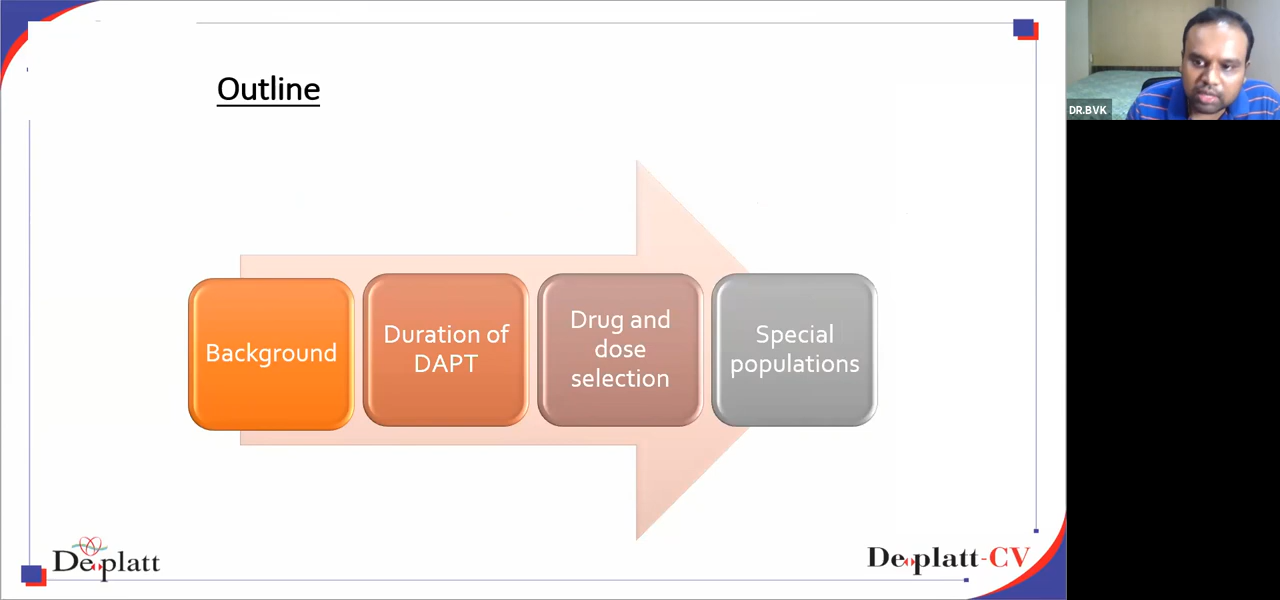 Outline
DR.BVK
Background
Duration of
DAPT
Drug and
dose
selection
Special
populations
Deplatt
Deplatt-CV